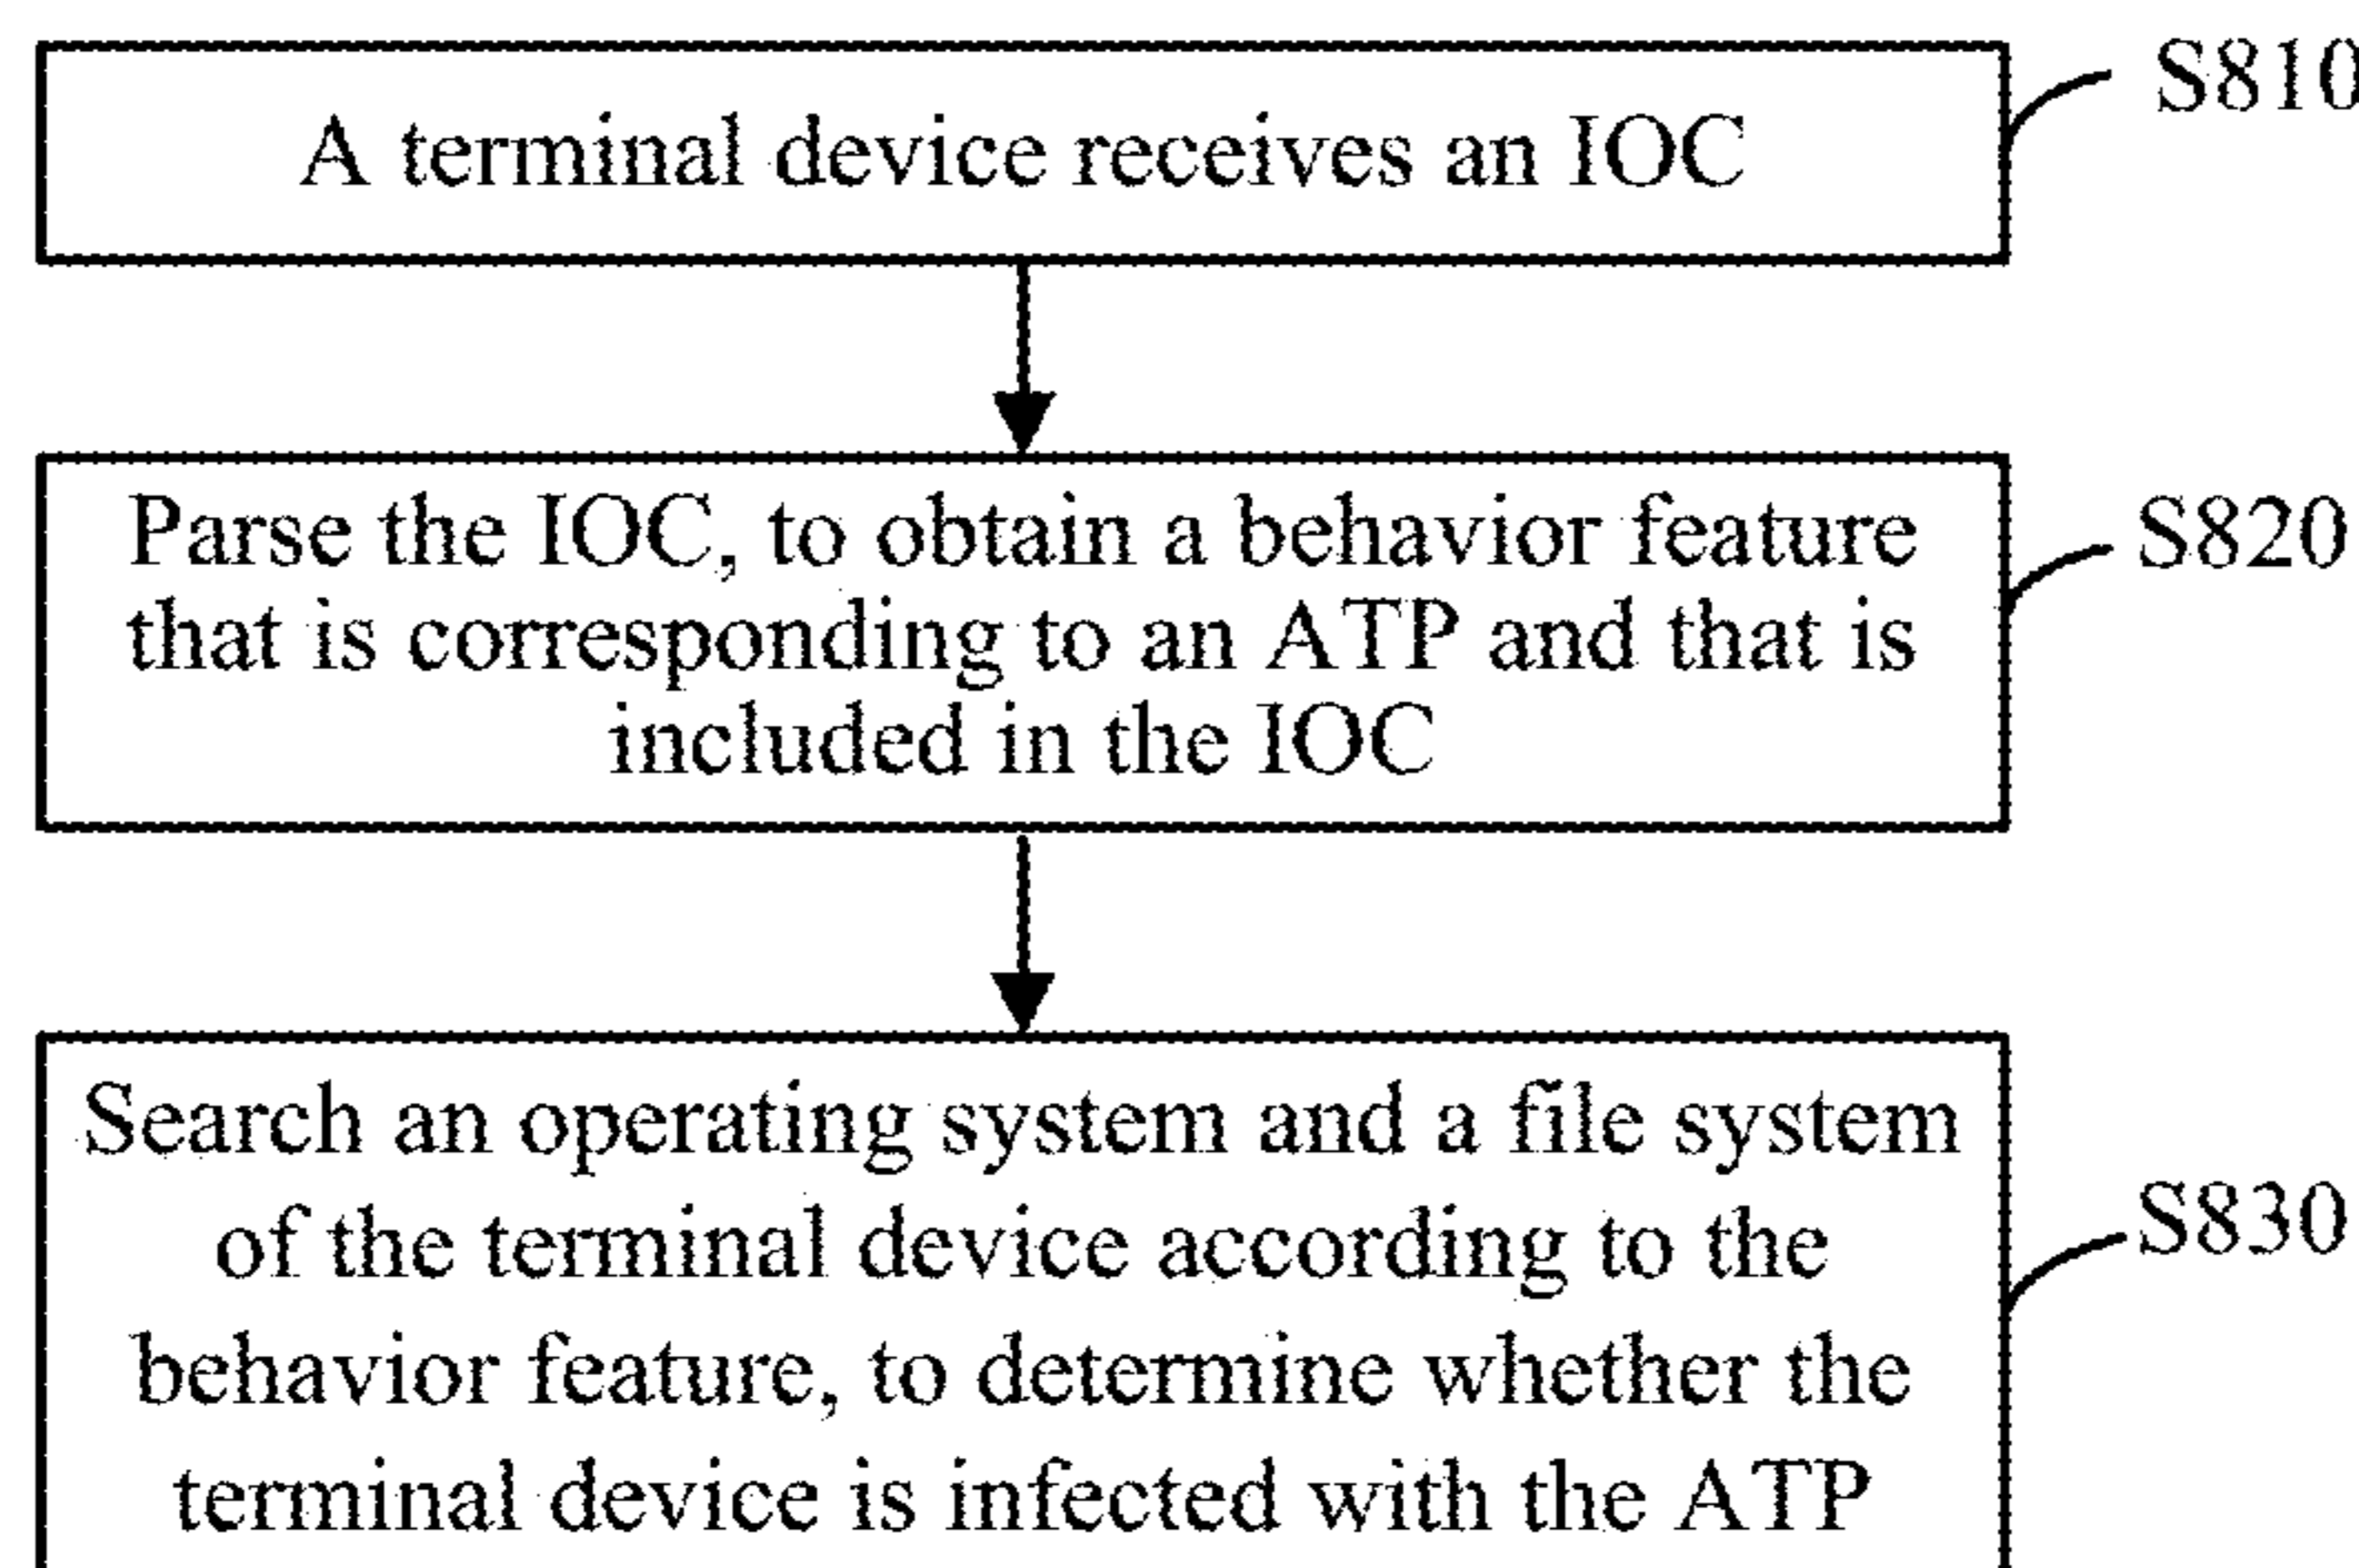 A terminal device receives an IOC
S810
Parse the IOC, to obtain a behavior feature
that is corresponding to an ATP and that is
included in the IOC
S820
Search an operating system and a file system
of the terminal device according to the
behavior feature, to determine whether the
terminal device is infected with the ATP
S830